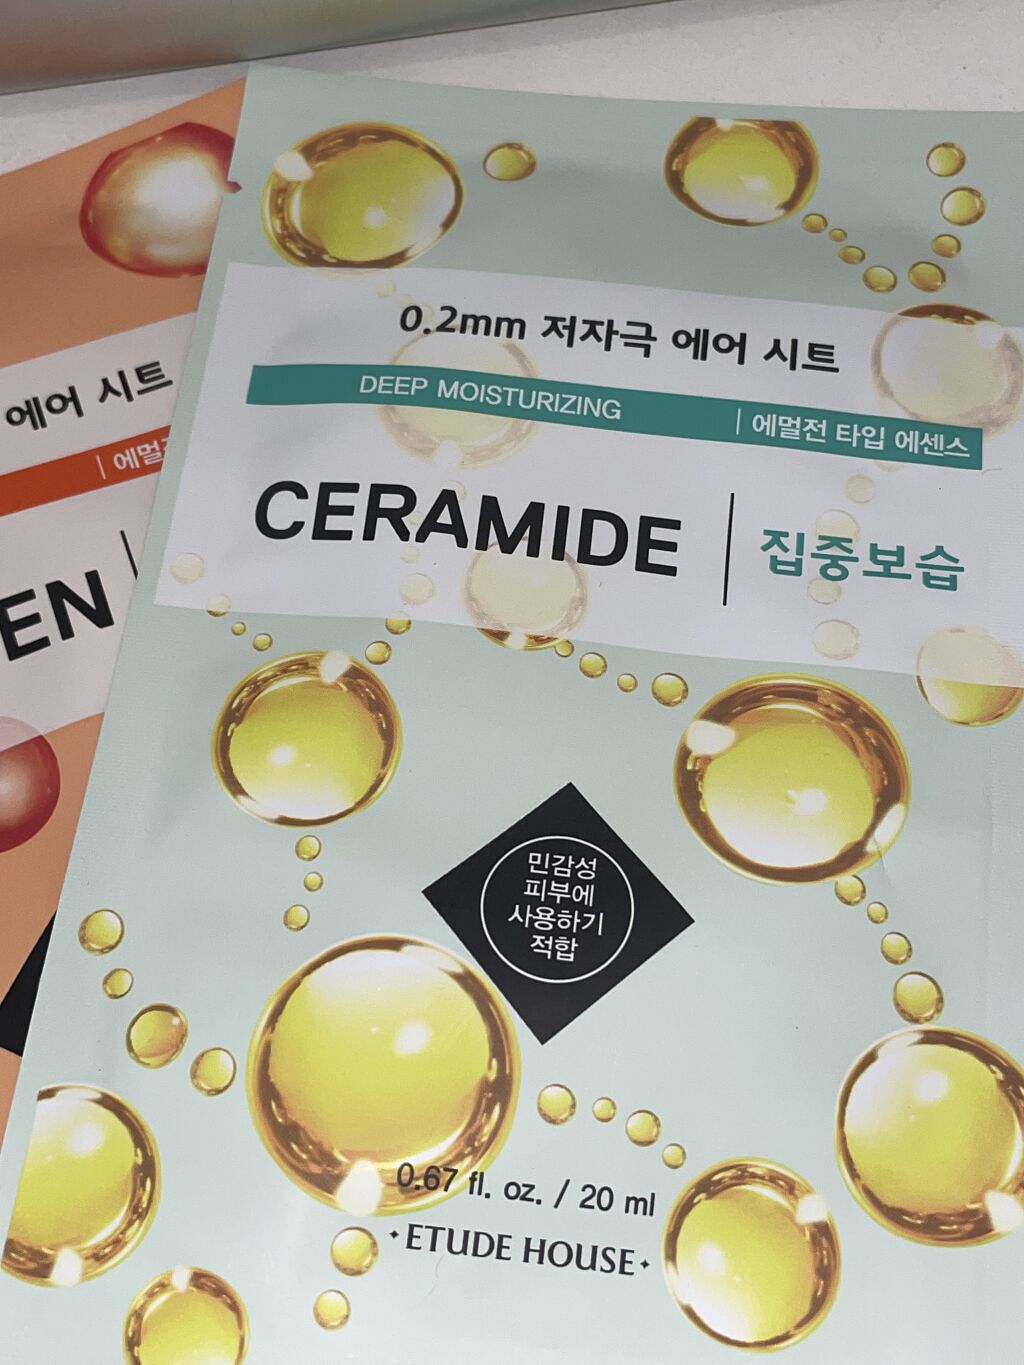 0.2mm 저자극 에어 시트
DEEP MOISTURIZING | 에멀전 타입 에센스
CERAMIDE | 집중보습
민감성
피부에
사용하기
적합
0.67 fl. oz. / 20 ml
ETUDE HOUSE
에어 시트
EN